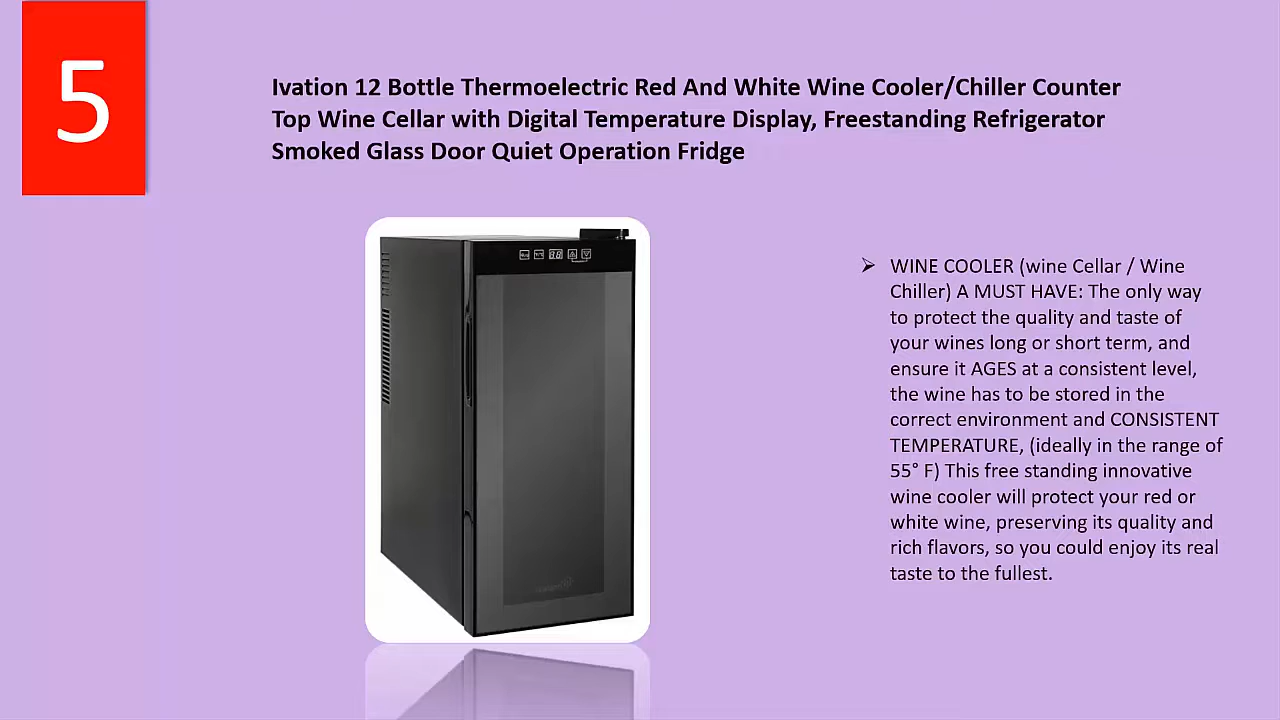 5
Ivation 12 Bottle Thermoelectric Red And White Wine Cooler/Chiller Counter
Top Wine Cellar with Digital Temperature Display, Freestanding Refrigerator
Smoked Glass Door Quiet Operation Fridge
WINE COOLER (wine Cellar / Wine
Chiller) A MUST HAVE: The only way
to protect the quality and taste of
your wines long or short term, and
ensure it AGES at a consistent level,
the wine has to be stored in the
correct environment and CONSISTENT
TEMPERATURE, (ideally in the range of
55° F) This free standing innovative
wine cooler will protect your red or
white wine, preserving its quality and
rich flavors, so you could enjoy its real
taste to the fullest.